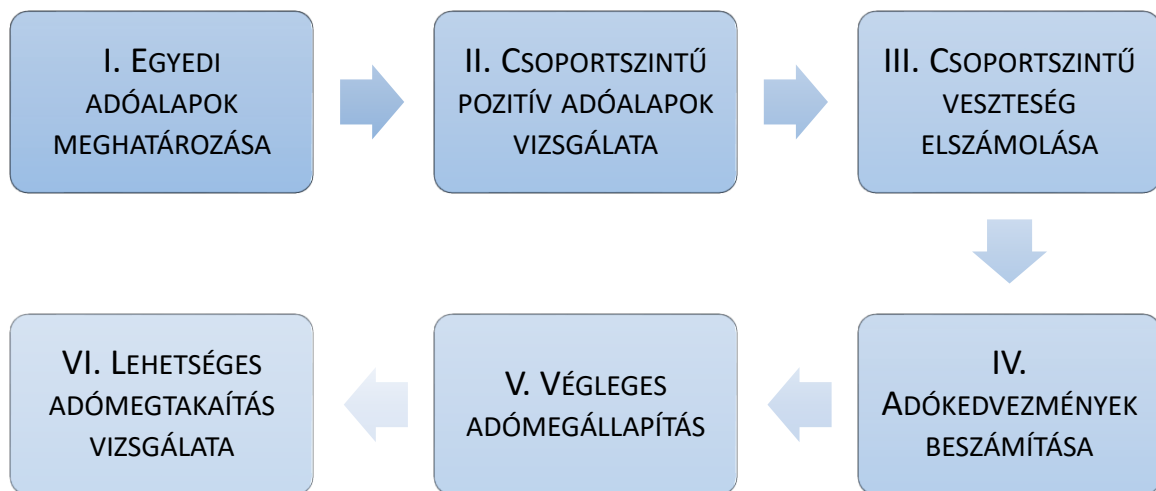 I. EGYEDI
ADÓALAPOK
MEGHATÁROZÁSA
II. CSOPORTSZINTŰ
POZITÍV ADÓALAPOK
VIZSGÁLATA
III. CSOPORTSZINTŰ
VESZTESÉG
ELSZÁMOLÁSA
IV.
ADÓKEDVEZMÉNYEK
BESZÁMÍTÁSA
V. VÉGLEGES
ADÓMEGÁLLAPÍTÁS
VI. LEHETSÉGES
ADÓMEGTAKAÍTÁS
VIZSGÁLATA